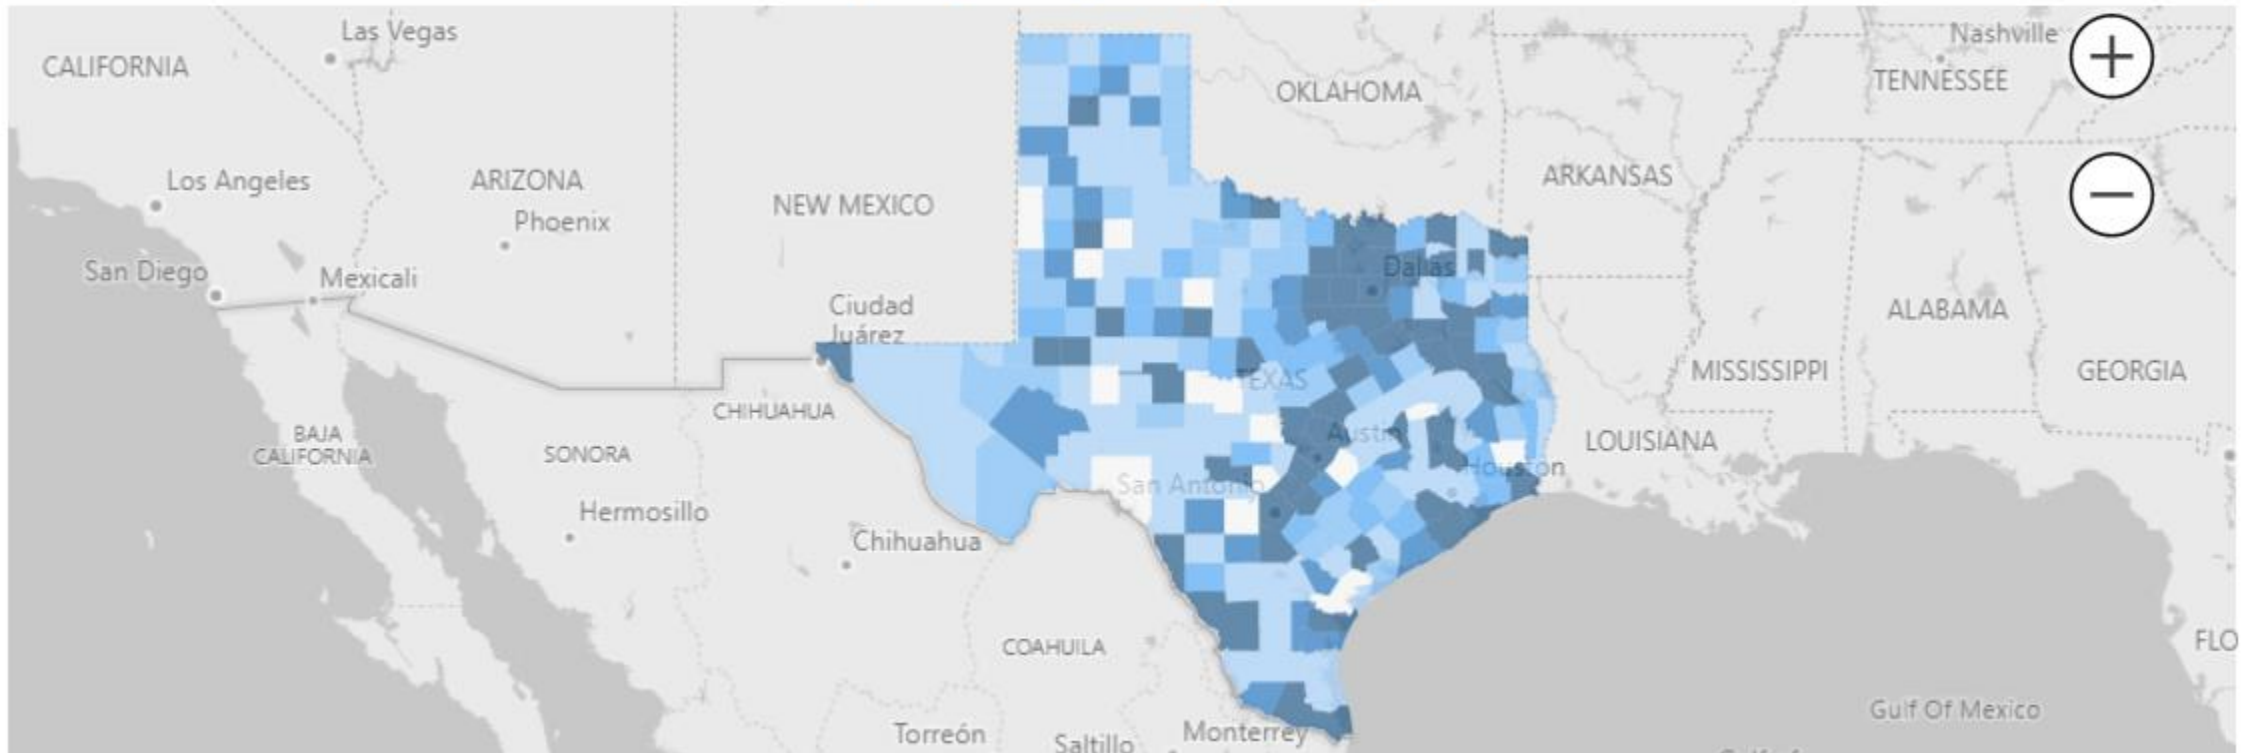 Las Vegas
Nashville
CALIFORNIA
OKLAHOMA
TENNESSEE
Los Angeles
ARIZONA
ARKANSAS
Phoenix
NEW MEXICO
San Diego
Mexicali
Dallas
Ciudad
Juárez
ALABAMA
MISSISSIPPI
GEORGIA
TEXAS
CHIHUAHUA
BAJA
CALIFORNIA
SONORA
Austin
LOUISIANA
Houston
San Antonio
Hermosillo
Chihuahua
COAHUILA
FLO
Gulf Of Mexico
Torreón
Saltillo
Monterrey